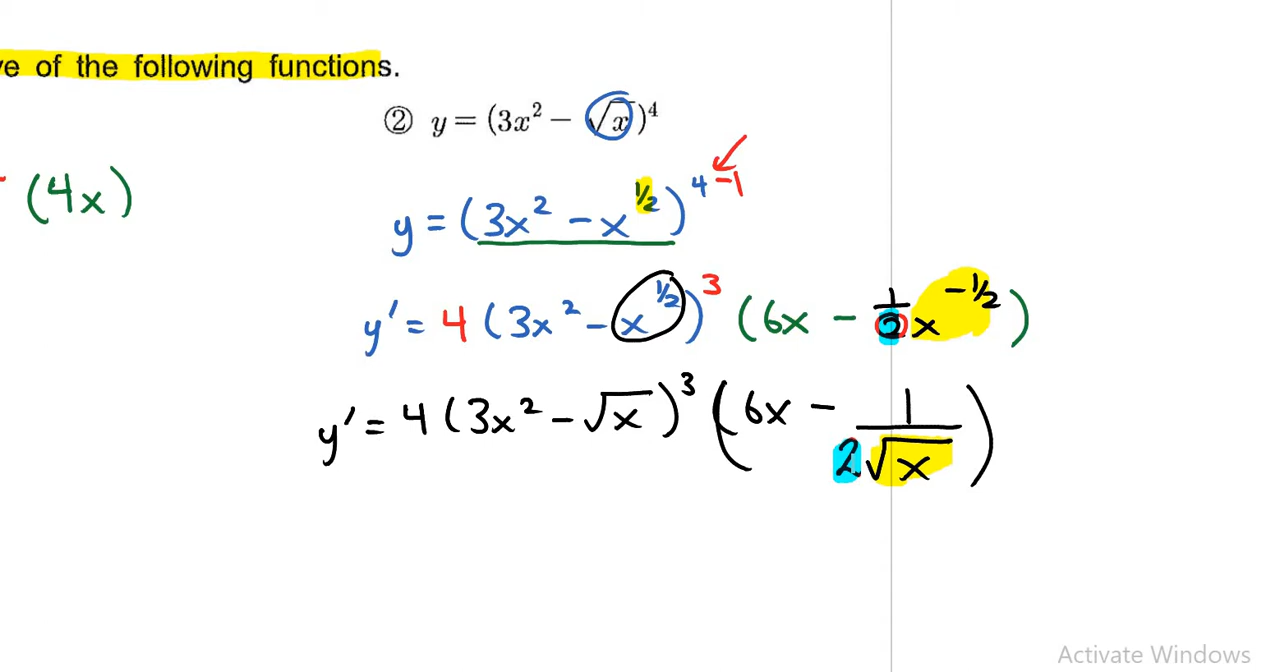 ve of the following functions.
② y = (3x² − √x)⁴
(4x)
y = (3x² − x^½)^4−1
y' = 4 (3x² − x^½)³ (6x − ½x^−½)
y' = 4 (3x² − √x)³ (6x − 1/(2√x))
Activate Windows